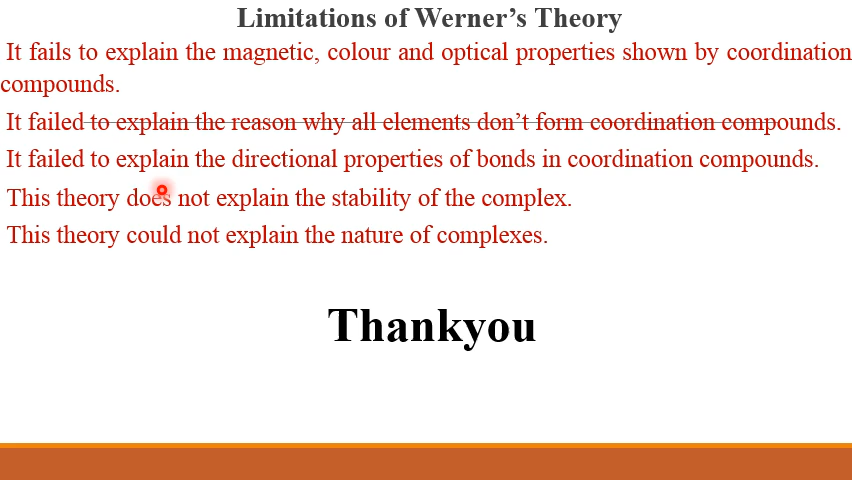 Limitations of Werner’s Theory
It fails to explain the magnetic, colour and optical properties shown by coordination
compounds.
It failed to explain the reason why all elements don’t form coordination compounds.
It failed to explain the directional properties of bonds in coordination compounds.
This theory does not explain the stability of the complex.
This theory could not explain the nature of complexes.
Thankyou